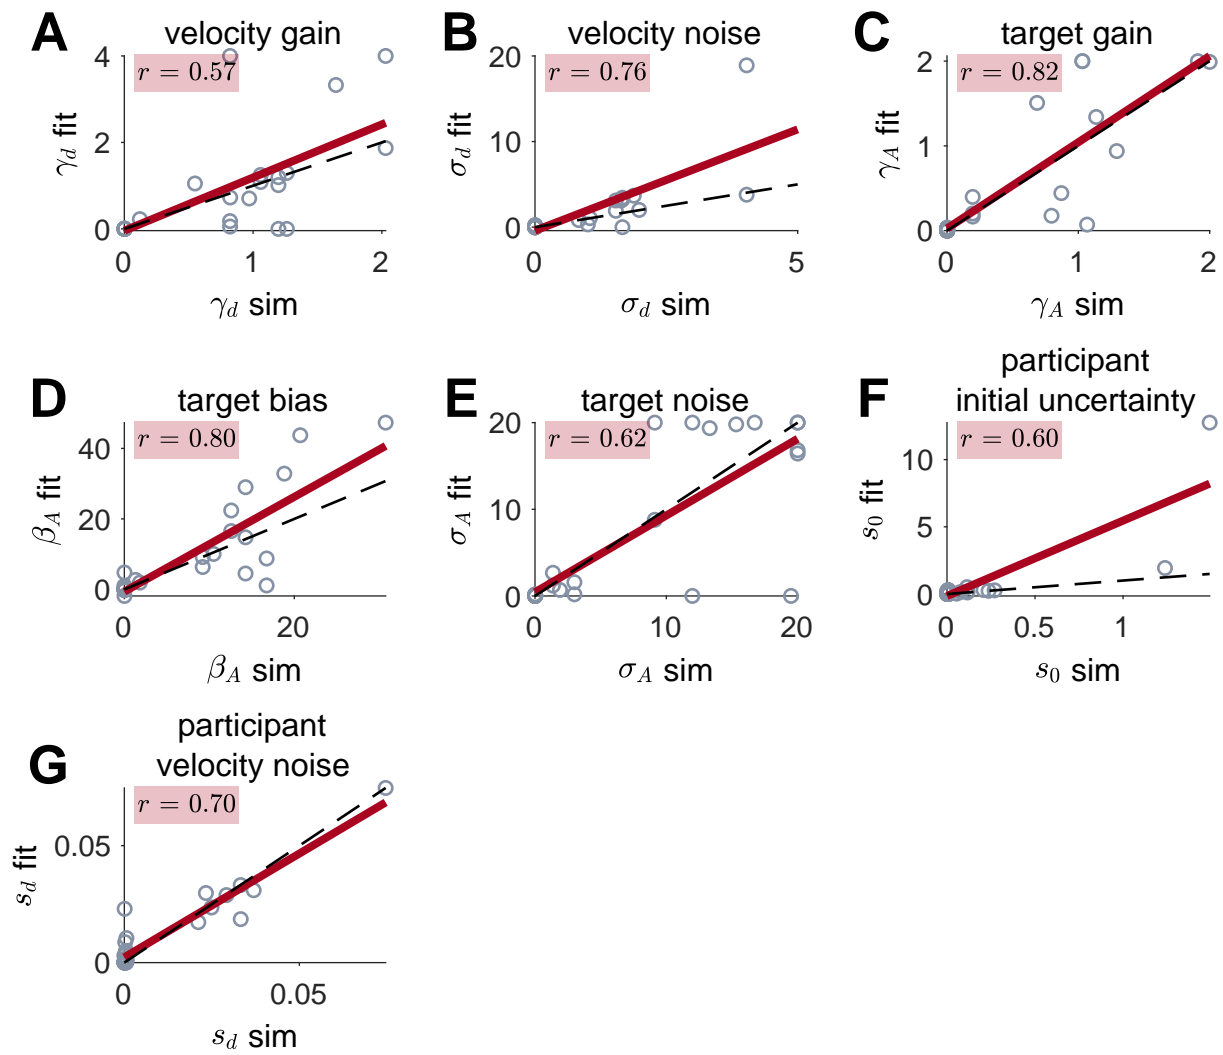 A
velocity gain
r = 0.57
4
2
0
γd fit
0
1
2
γd sim
B
velocity noise
r = 0.76
20
10
0
σd fit
0
5
σd sim
C
target gain
r = 0.82
2
1
0
γA fit
0
1
2
γA sim
D
target bias
r = 0.80
40
20
0
βA fit
0
20
βA sim
E
target noise
r = 0.62
20
10
0
σA fit
0
10
20
σA sim
F
participant
initial uncertainty
r = 0.60
10
5
0
s0 fit
0
0.5
1
s0 sim
G
participant
velocity noise
r = 0.70
0.05
0
sd fit
0
0.05
sd sim